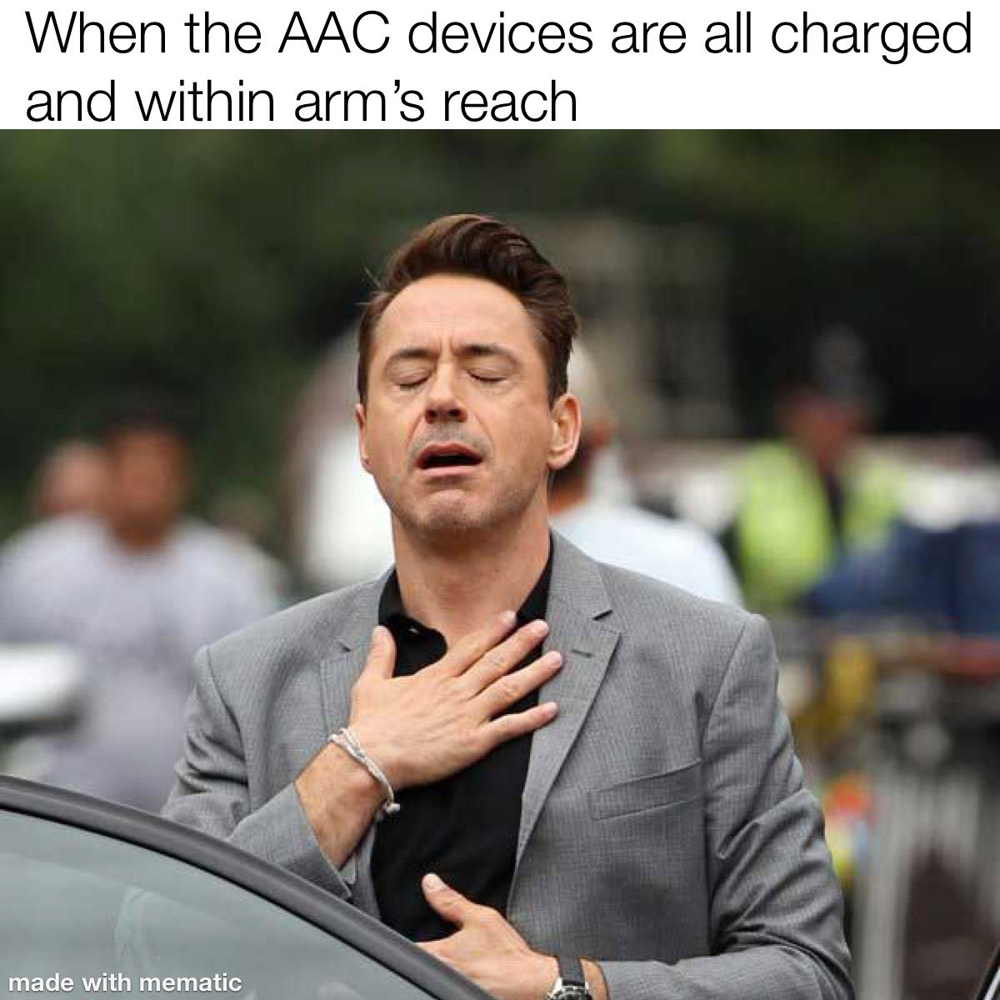 When the AAC devices are all charged
and within arm's reach
made with mematic